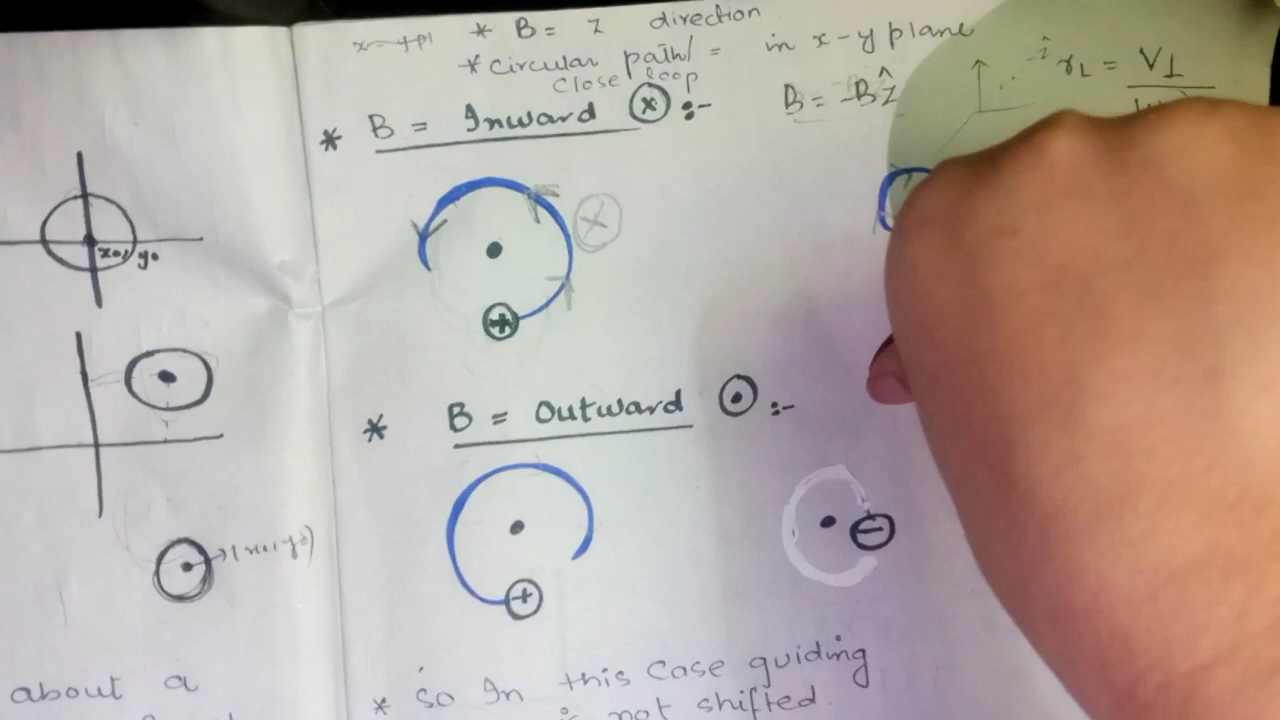 * B = z direction
* Circular path/ = in x-y plane
close loop
* B = Inward ⊗ :-
B = -Bẑ
-î r_L = V⊥
x
+
x₀, y₀
* B = Outward ⊙ :-
+
−
(x₀, y₀)
about a
* so In this case guiding
is not shifted